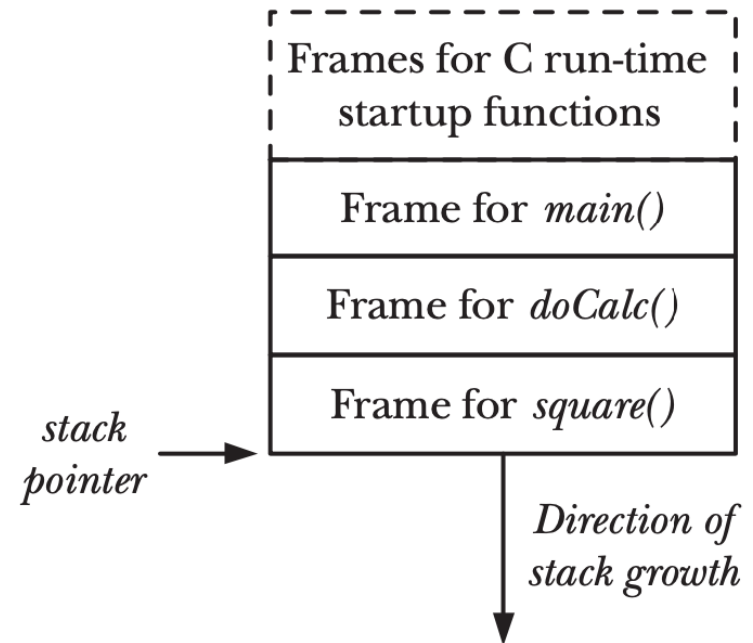 Frames for C run-time
startup functions
Frame for main()
Frame for doCalc()
Frame for square()
stack
pointer
Direction of
stack growth